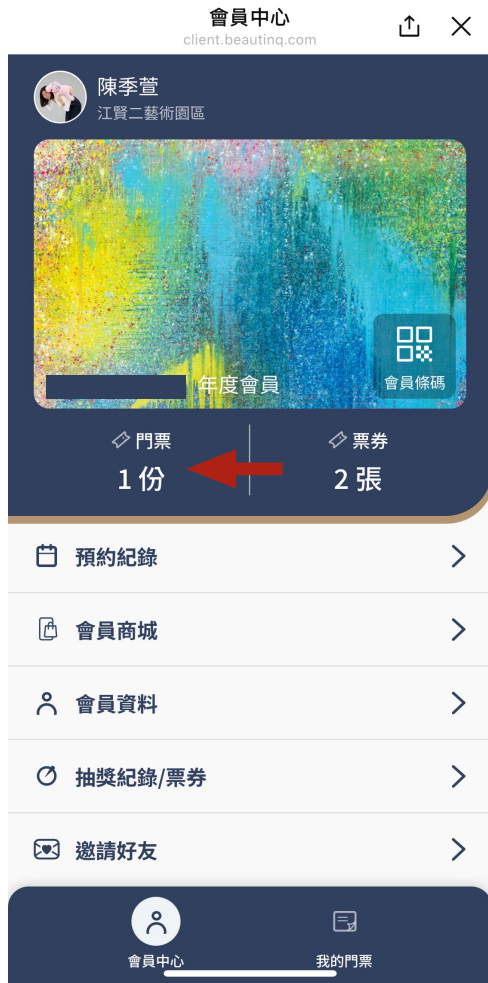 會員中心
client.beautinq.com
陳季萱
江賢二藝術園區
年度會員
會員條碼
門票
1 份
票券
2 張
預約紀錄
會員商城
會員資料
抽獎紀錄/票券
邀請好友
會員中心
我的門票